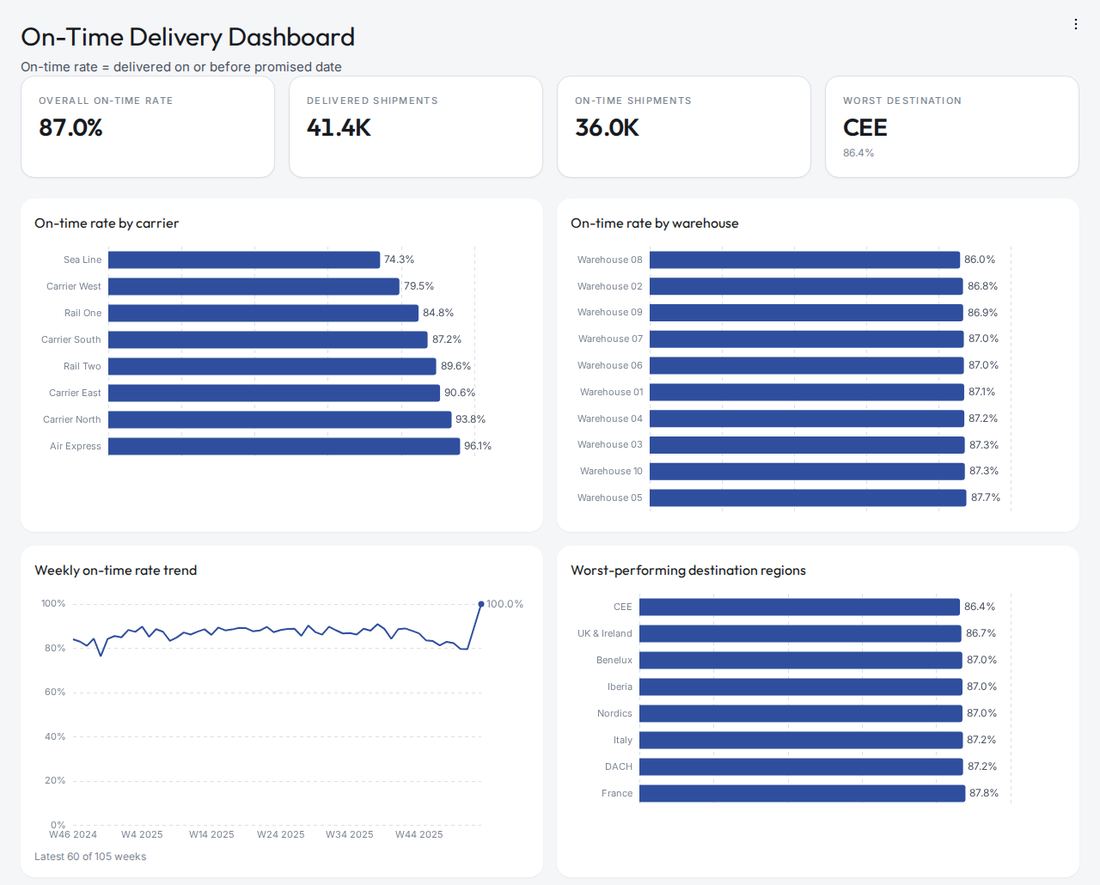 On-Time Delivery Dashboard
On-time rate = delivered on or before promised date
OVERALL ON-TIME RATE
87.0%
DELIVERED SHIPMENTS
41.4K
ON-TIME SHIPMENTS
36.0K
WORST DESTINATION
CEE
86.4%
On-time rate by carrier
Sea Line 74.3%
Carrier West 79.5%
Rail One 84.8%
Carrier South 87.2%
Rail Two 89.6%
Carrier East 90.6%
Carrier North 93.8%
Air Express 96.1%
On-time rate by warehouse
Warehouse 08 86.0%
Warehouse 02 86.8%
Warehouse 09 86.9%
Warehouse 07 87.0%
Warehouse 06 87.0%
Warehouse 01 87.1%
Warehouse 04 87.2%
Warehouse 03 87.3%
Warehouse 10 87.3%
Warehouse 05 87.7%
Weekly on-time rate trend
100% 100.0%
80%
60%
40%
20%
0%
W46 2024 W4 2025 W14 2025 W24 2025 W34 2025 W44 2025
Latest 60 of 105 weeks
Worst-performing destination regions
CEE 86.4%
UK & Ireland 86.7%
Benelux 87.0%
Iberia 87.0%
Nordics 87.0%
Italy 87.2%
DACH 87.2%
France 87.8%